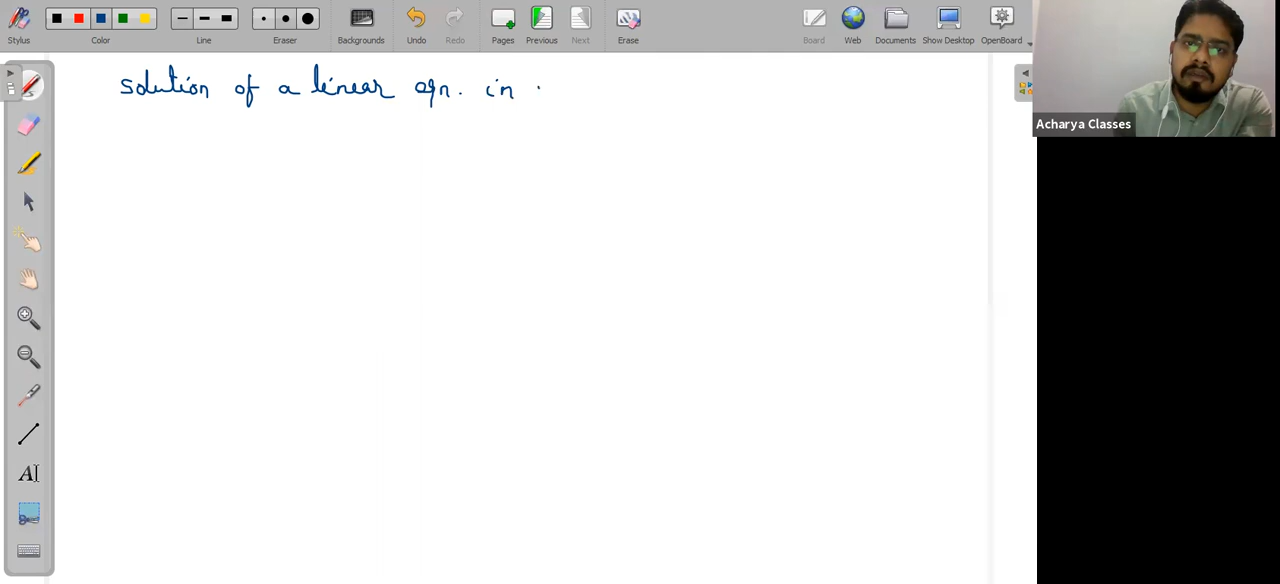 Stylus Color Line Eraser Backgrounds Undo Redo Pages Previous Next Erase Board Web Documents Show Desktop OpenBoard
solution of a linear eqn. in
Acharya Classes